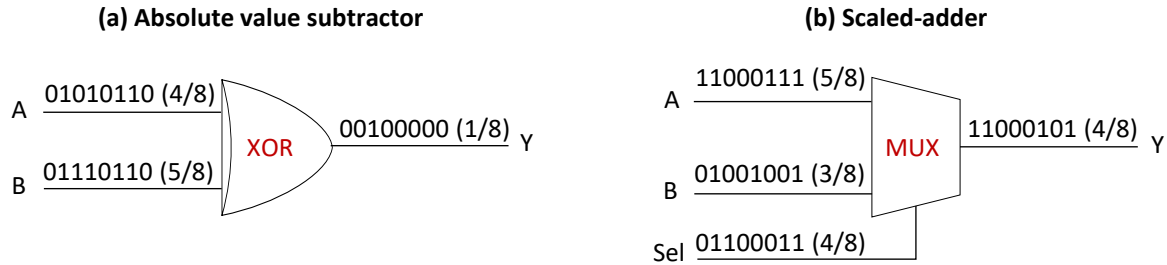 (a) Absolute value subtractor
A 01010110 (4/8)
XOR
00100000 (1/8) Y
B 01110110 (5/8)
(b) Scaled-adder
A 11000111 (5/8)
MUX
11000101 (4/8) Y
B 01001001 (3/8)
Sel 01100011 (4/8)